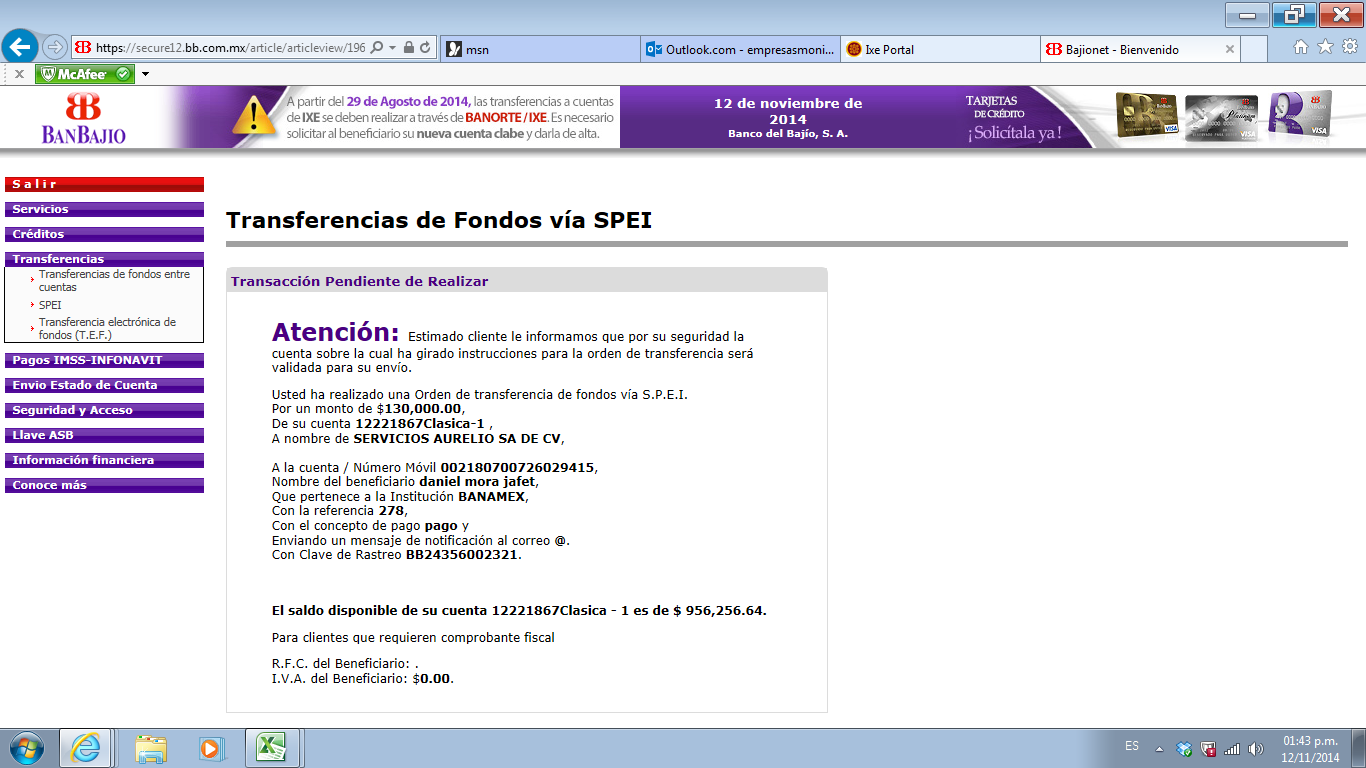 https://secure12.bb.com.mx/article/articleview/196
msn
Outlook.com - empresasmoni...
Ixe Portal
Bajionet - Bienvenido
McAfee
BANBAJIO
A partir del 29 de Agosto de 2014, las transferencias a cuentas
de IXE se deben realizar a través de BANORTE / IXE. Es necesario
solicitar al beneficiario su nueva cuenta clabe y darla de alta.
12 de noviembre de
2014
Banco del Bajío, S. A.
TARJETAS
DE CRÉDITO
¡Solicítala ya!
VISA
Platinum
VISA
VISA
Salir
Servicios
Créditos
Transferencias
Transferencias de fondos entre
cuentas
SPEI
Transferencia electrónica de
fondos (T.E.F.)
Pagos IMSS-INFONAVIT
Envio Estado de Cuenta
Seguridad y Acceso
Llave ASB
Información financiera
Conoce más
Transferencias de Fondos vía SPEI
Transacción Pendiente de Realizar
Atención: Estimado cliente le informamos que por su seguridad la
cuenta sobre la cual ha girado instrucciones para la orden de transferencia será
validada para su envío.
Usted ha realizado una Orden de transferencia de fondos vía S.P.E.I.
Por un monto de $130,000.00,
De su cuenta 12221867Clasica-1 ,
A nombre de SERVICIOS AURELIO SA DE CV,
A la cuenta / Número Móvil 002180700726029415,
Nombre del beneficiario daniel mora jafet,
Que pertenece a la Institución BANAMEX,
Con la referencia 278,
Con el concepto de pago pago y
Enviando un mensaje de notificación al correo @.
Con Clave de Rastreo BB24356002321.
El saldo disponible de su cuenta 12221867Clasica - 1 es de $ 956,256.64.
Para clientes que requieren comprobante fiscal
R.F.C. del Beneficiario: .
I.V.A. del Beneficiario: $0.00.
ES
01:43 p.m.
12/11/2014